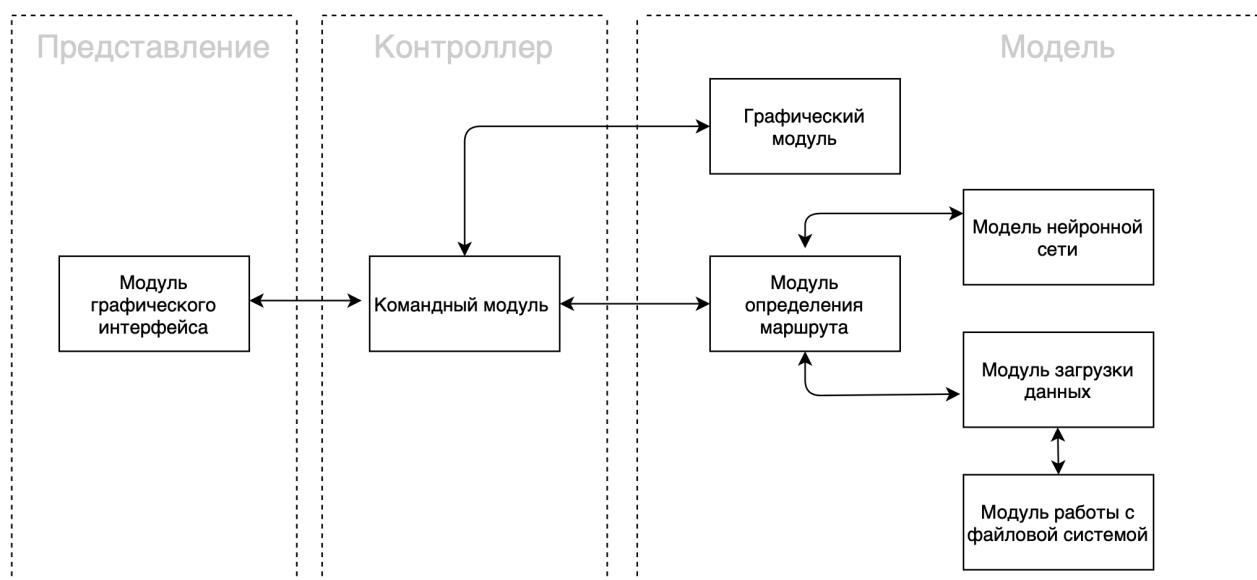 Представление
Контроллер
Модель
Графический
модуль
Модель нейронной
сети
Модуль
графического
интерфейса
Командный модуль
Модуль
определения
маршрута
Модуль загрузки
данных
Модуль работы с
файловой системой